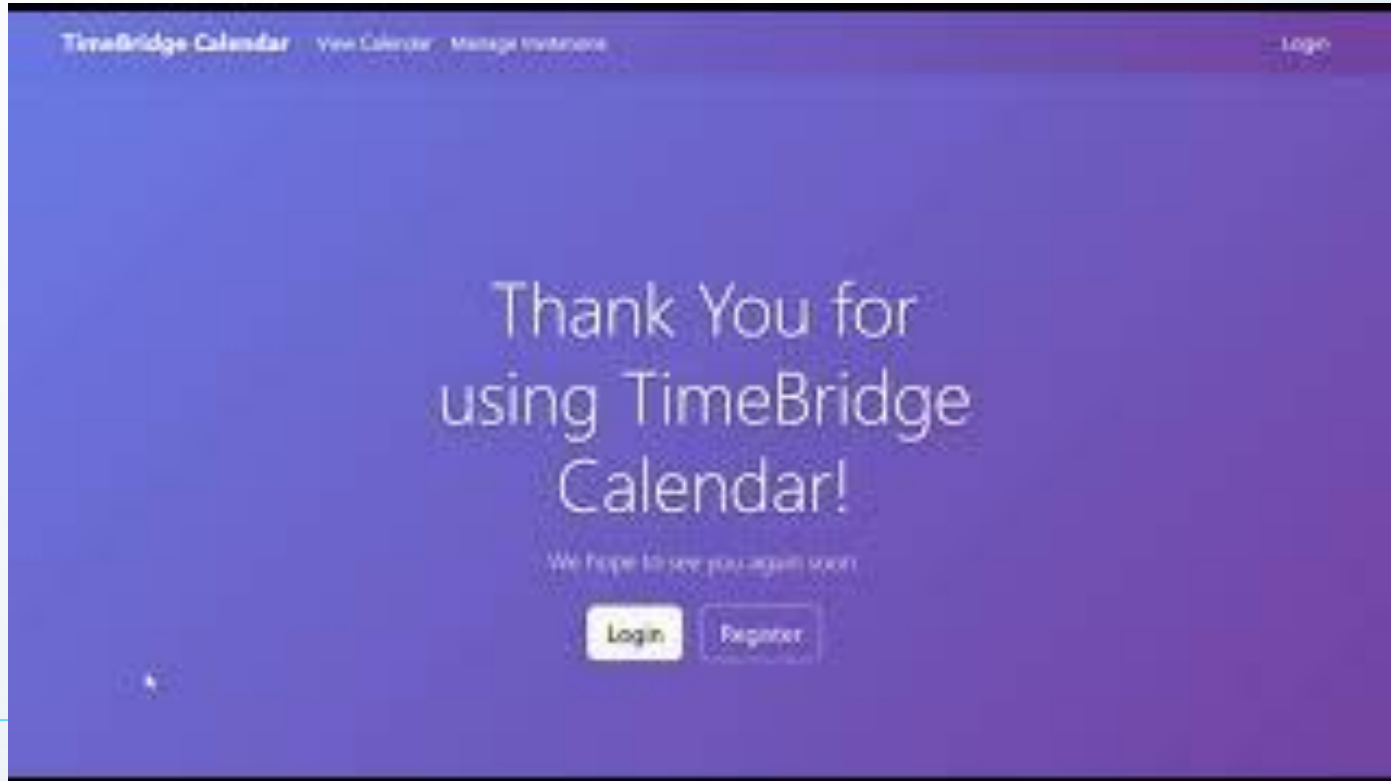 TimeBridge Calendar View Calendar Manage Invitations Login
Thank You for
using TimeBridge
Calendar!
We hope to see you again soon
Login Register